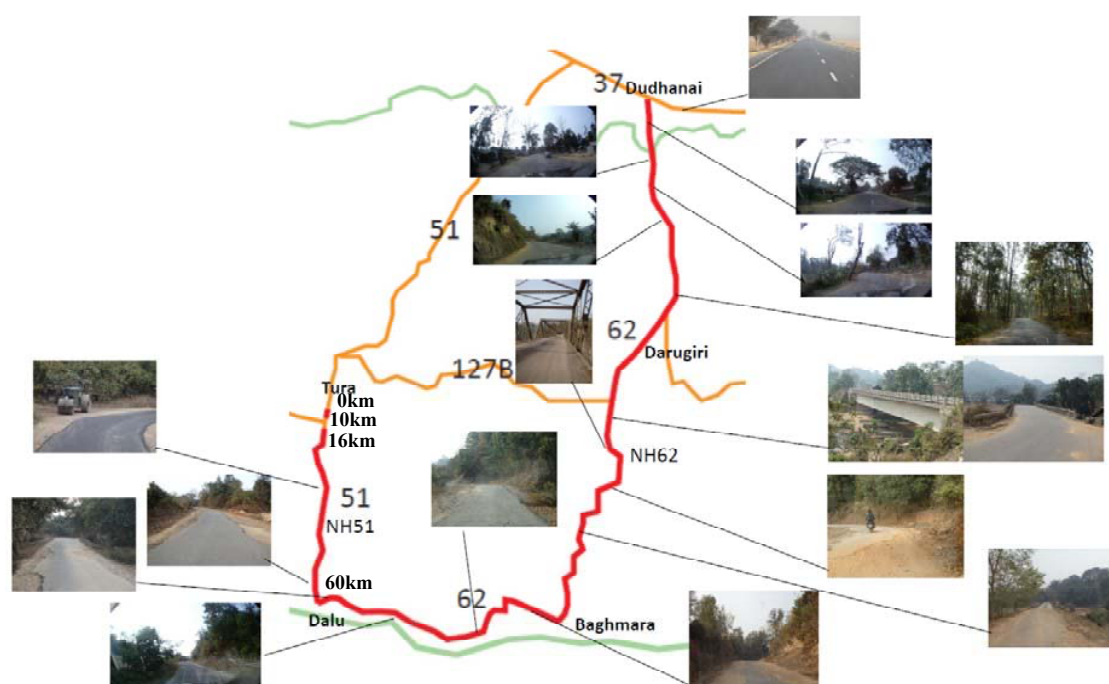 37
Dudhanai
51
62
Darugiri
127B
Tura
0km
10km
16km
NH62
51
NH51
60km
62
Dalu
Baghmara